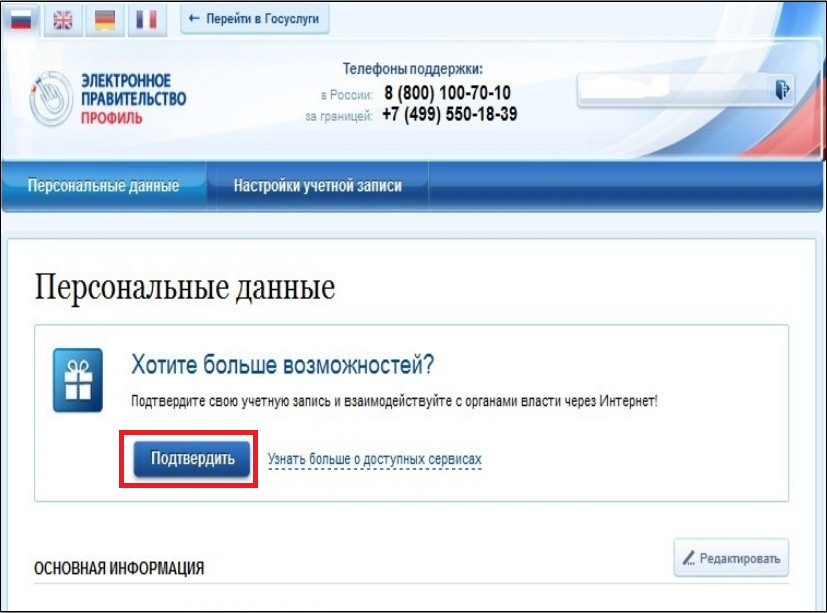 ← Перейти в Госуслуги
ЭЛЕКТРОННОЕ
ПРАВИТЕЛЬСТВО
ПРОФИЛЬ
Телефоны поддержки:
в России: 8 (800) 100-70-10
за границей: +7 (499) 550-18-39
Персональные данные
Настройки учетной записи
Персональные данные
Хотите больше возможностей?
Подтвердите свою учетную запись и взаимодействуйте с органами власти через Интернет!
Подтвердить
Узнать больше о доступных сервисах
ОСНОВНАЯ ИНФОРМАЦИЯ
Редактировать